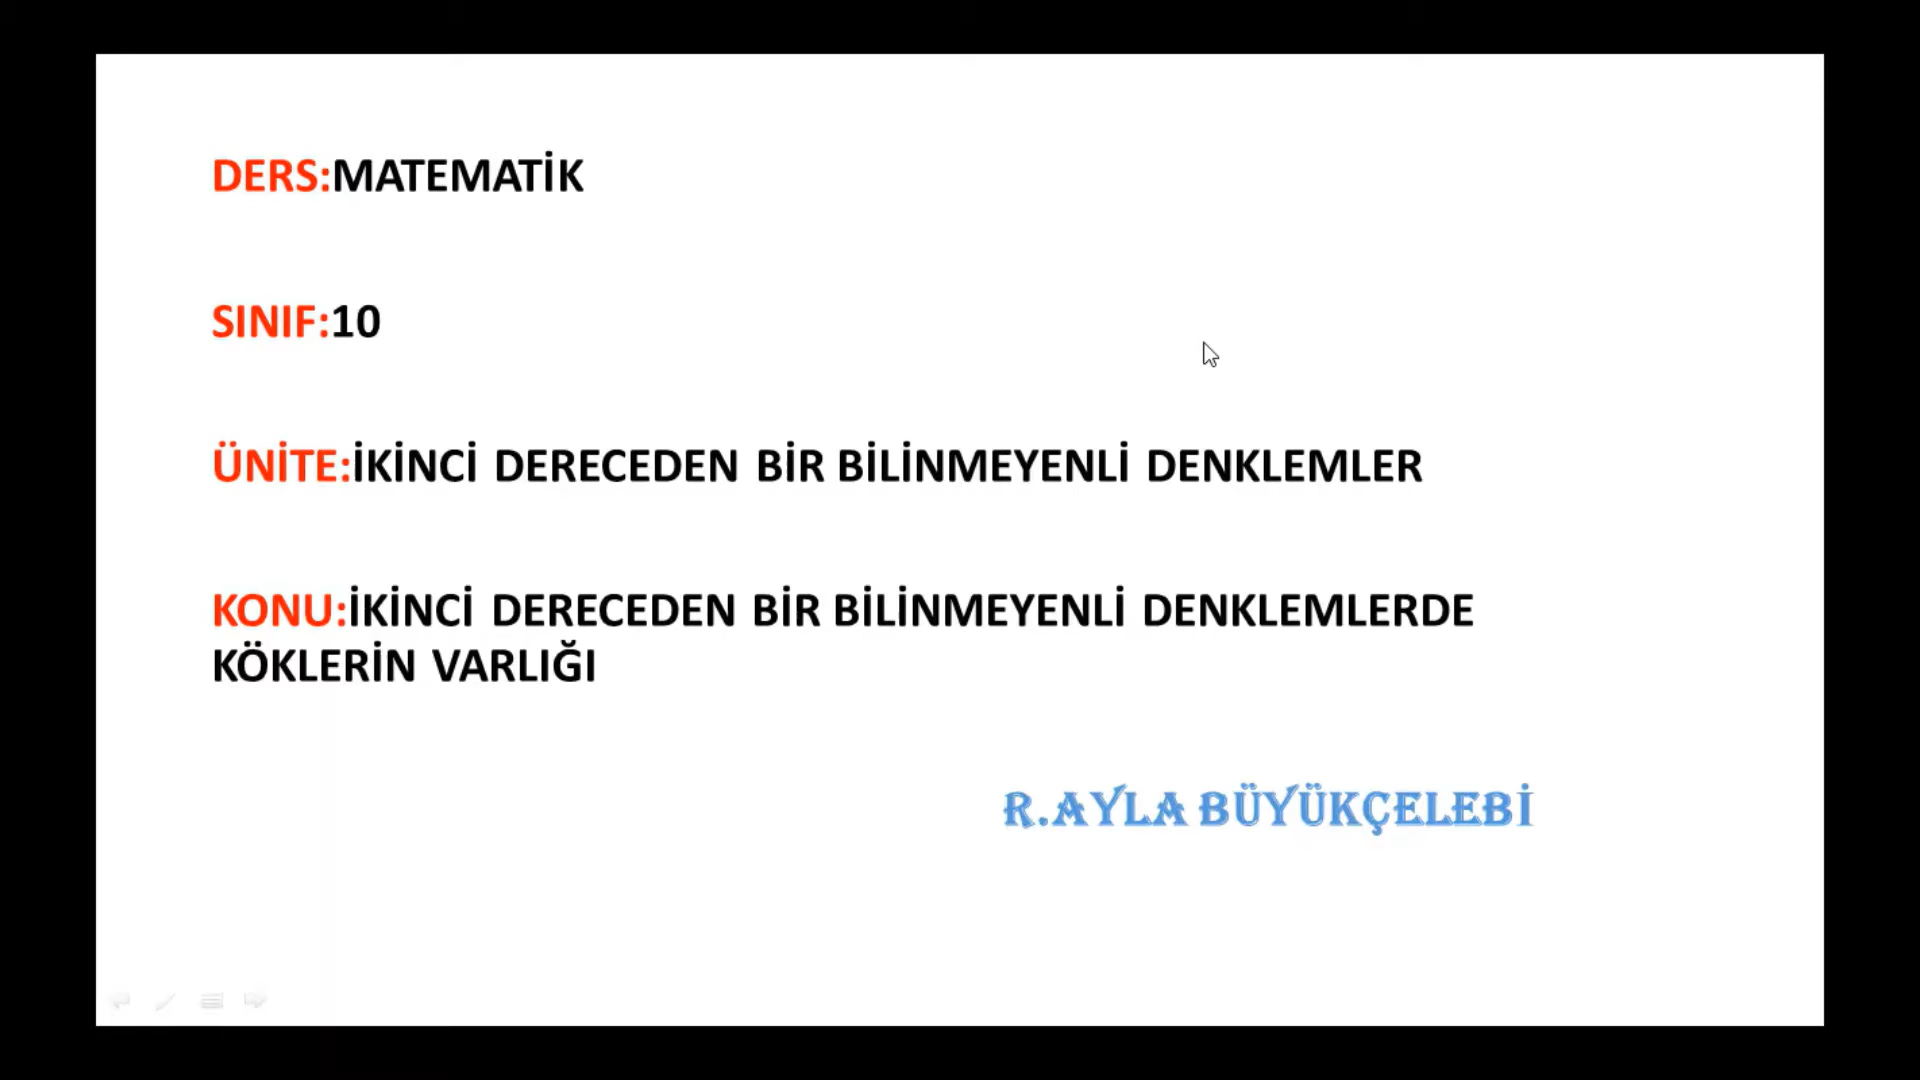 DERS:MATEMATİK
SINIF:10
ÜNİTE:İKİNCİ DERECEDEN BİR BİLİNMEYENLİ DENKLEMLER
KONU:İKİNCİ DERECEDEN BİR BİLİNMEYENLİ DENKLEMLERDE
KÖKLERİN VARLIĞI
R.AYLA BÜYÜKÇELEBİ